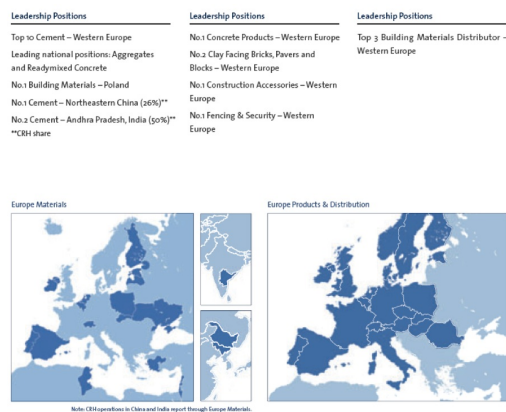 Leadership Positions
Top 10 Cement – Western Europe
Leading national positions: Aggregates
and Readymixed Concrete
No.1 Building Materials – Poland
No.1 Cement – Northeastern China (26%)**
No.2 Cement – Andhra Pradesh, India (50%)**
**CRH share
Leadership Positions
No.1 Concrete Products – Western Europe
No.2 Clay Facing Bricks, Pavers and
Blocks – Western Europe
No.1 Construction Accessories – Western
Europe
No.1 Fencing & Security – Western
Europe
Leadership Positions
Top 3 Building Materials Distributor –
Western Europe
Europe Materials
Europe Products & Distribution
Note: CRH operations in China and India report through Europe Materials.